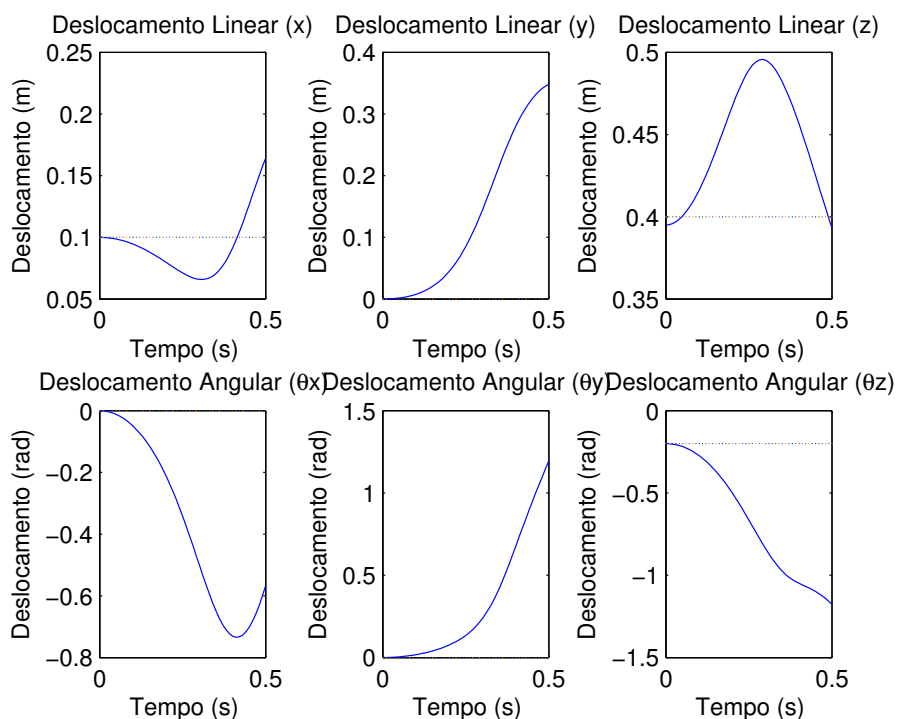 Deslocamento Linear (x)
0.25
0.2
0.15
0.1
0.05
0
0.5
Deslocamento (m)
Tempo (s)
Deslocamento Linear (y)
0.4
0.3
0.2
0.1
0
0
0.5
Deslocamento (m)
Tempo (s)
Deslocamento Linear (z)
0.5
0.45
0.4
0.35
0
0.5
Deslocamento (m)
Tempo (s)
Deslocamento Angular (θx)
0
−0.2
−0.4
−0.6
−0.8
0
0.5
Deslocamento (rad)
Tempo (s)
Deslocamento Angular (θy)
1.5
1
0.5
0
0
0.5
Deslocamento (rad)
Tempo (s)
Deslocamento Angular (θz)
0
−0.5
−1
−1.5
0
0.5
Deslocamento (rad)
Tempo (s)